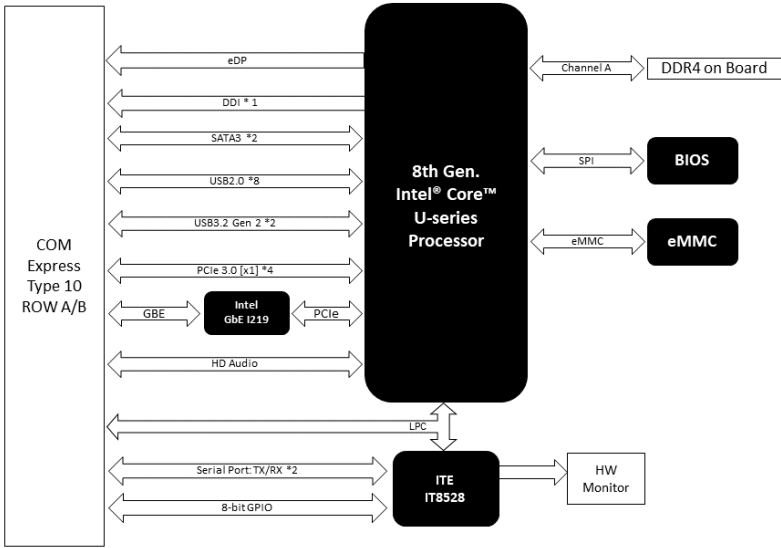 eDP
DDI * 1
SATA3 *2
USB2.0 *8
USB3.2 Gen 2 *2
PCIe 3.0 [x1] *4
COM
Express
Type 10
ROW A/B
GBE
Intel
GbE I219
PCIe
HD Audio
LPC
Serial Port: TX/RX *2
8-bit GPIO
8th Gen.
Intel® Core™
U-series
Processor
Channel A
DDR4 on Board
SPI
BIOS
eMMC
eMMC
ITE
IT8528
HW
Monitor